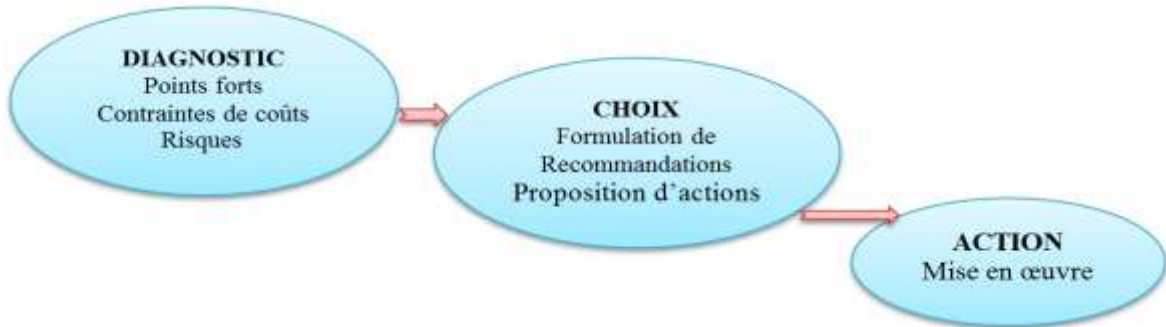 DIAGNOSTIC
Points forts
Contraintes de coûts
Risques
CHOIX
Formulation de
Recommandations
Proposition d’actions
ACTION
Mise en œuvre